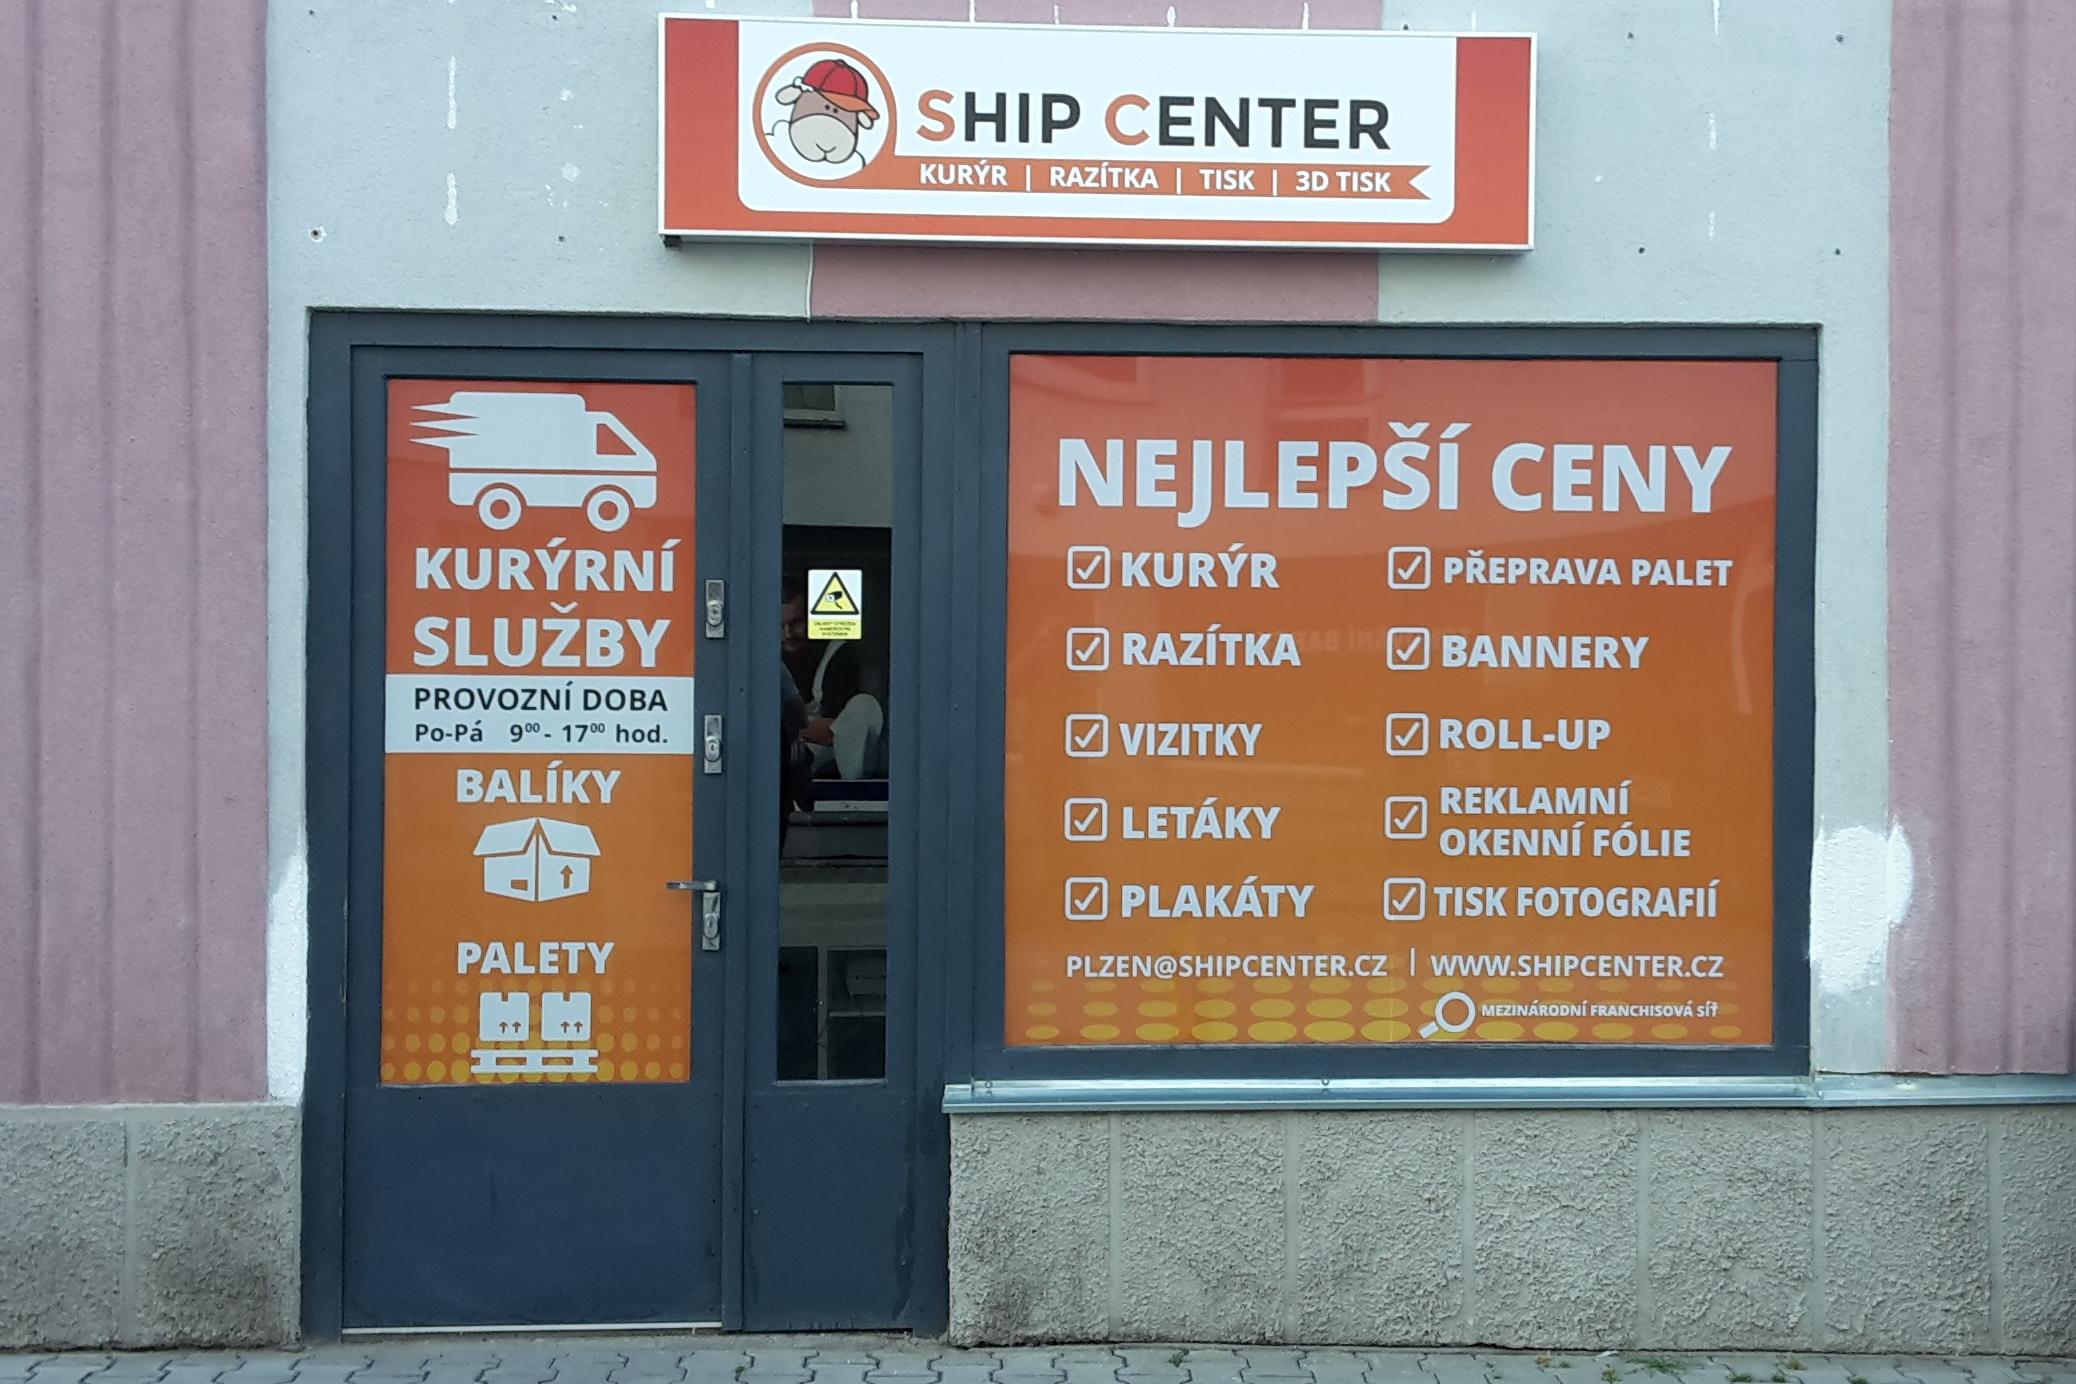 SHIP CENTER
KURÝR | RAZÍTKA | TISK | 3D TISK
KURÝRNÍ
SLUŽBY
PROVOZNÍ DOBA
Po-Pá 9⁰⁰ - 17⁰⁰ hod.
BALÍKY
PALETY
NEJLEPŠÍ CENY
KURÝR
RAZÍTKA
VIZITKY
LETÁKY
PLAKÁTY
PŘEPRAVA PALET
BANNERY
ROLL-UP
REKLAMNÍ
OKENNÍ FÓLIE
TISK FOTOGRAFIÍ
PLZEN@SHIPCENTER.CZ | WWW.SHIPCENTER.CZ
MEZINÁRODNÍ FRANCHISOVÁ SÍŤ